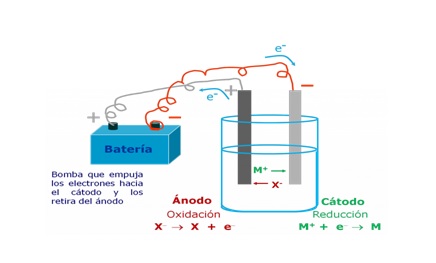 e⁻
+
−
e⁻
+
−
Batería
Bomba que empuja
los electrones hacia
el cátodo y los
retira del ánodo
M⁺ →
← X⁻
Ánodo
Oxidación
X⁻ → X + e⁻
Cátodo
Reducción
M⁺ + e⁻ → M